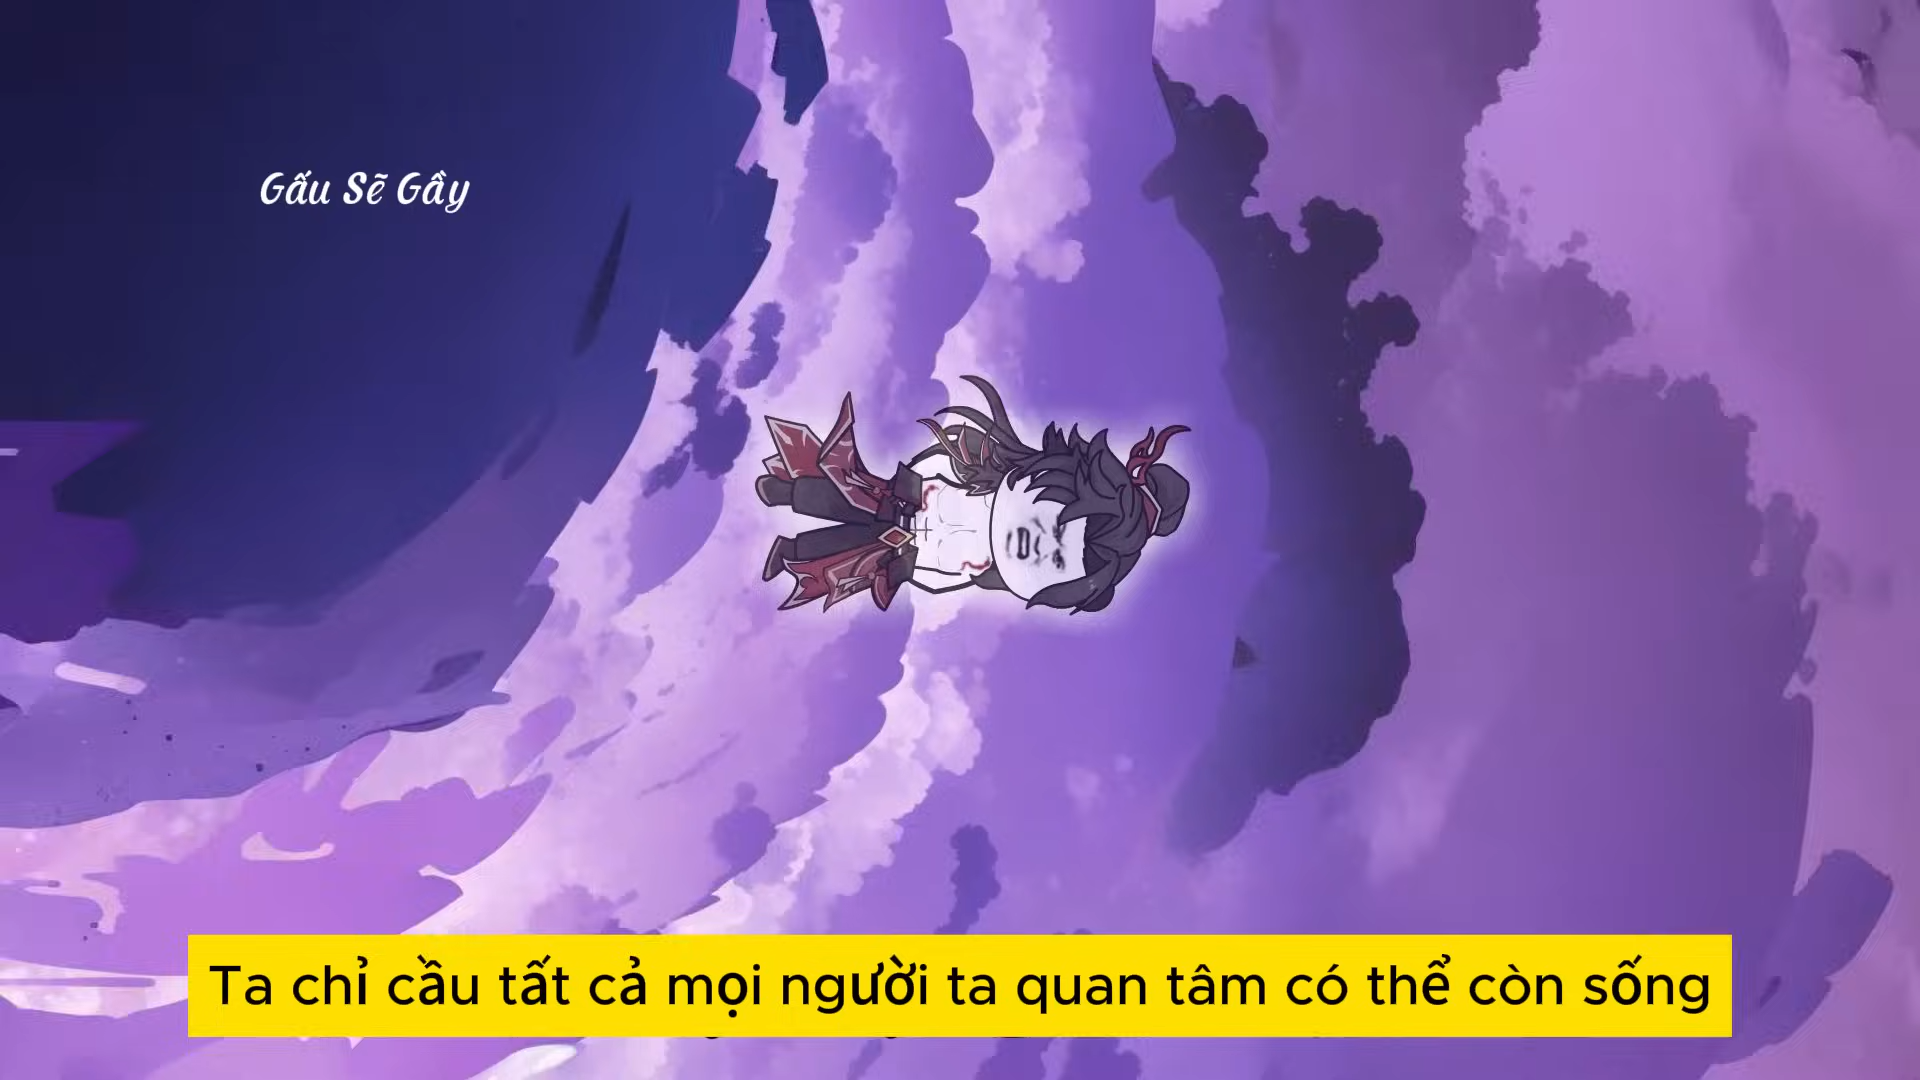 Gấu Sẽ Gầy
Ta chỉ cầu tất cả mọi người ta quan tâm có thể còn sống